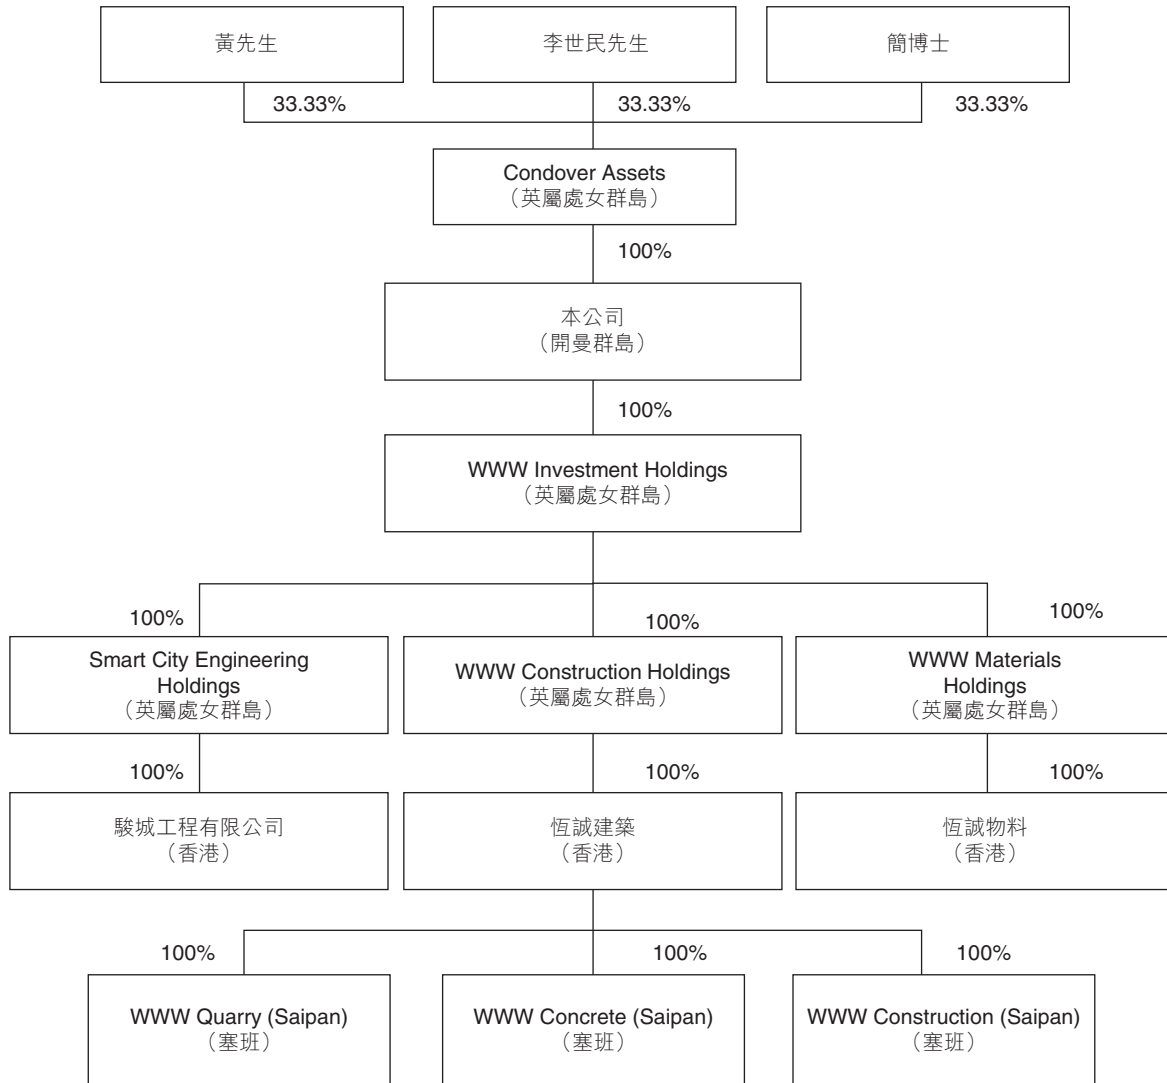 黃先生
李世民先生
簡博士
33.33%
33.33%
33.33%
Condover Assets
（英屬處女群島）
100%
本公司
（開曼群島）
100%
WWW Investment Holdings
（英屬處女群島）
100%
100%
100%
Smart City Engineering
Holdings
（英屬處女群島）
WWW Construction Holdings
（英屬處女群島）
WWW Materials
Holdings
（英屬處女群島）
100%
100%
100%
駿城工程有限公司
（香港）
恆誠建築
（香港）
恆誠物料
（香港）
100%
100%
100%
WWW Quarry (Saipan)
（塞班）
WWW Concrete (Saipan)
（塞班）
WWW Construction (Saipan)
（塞班）